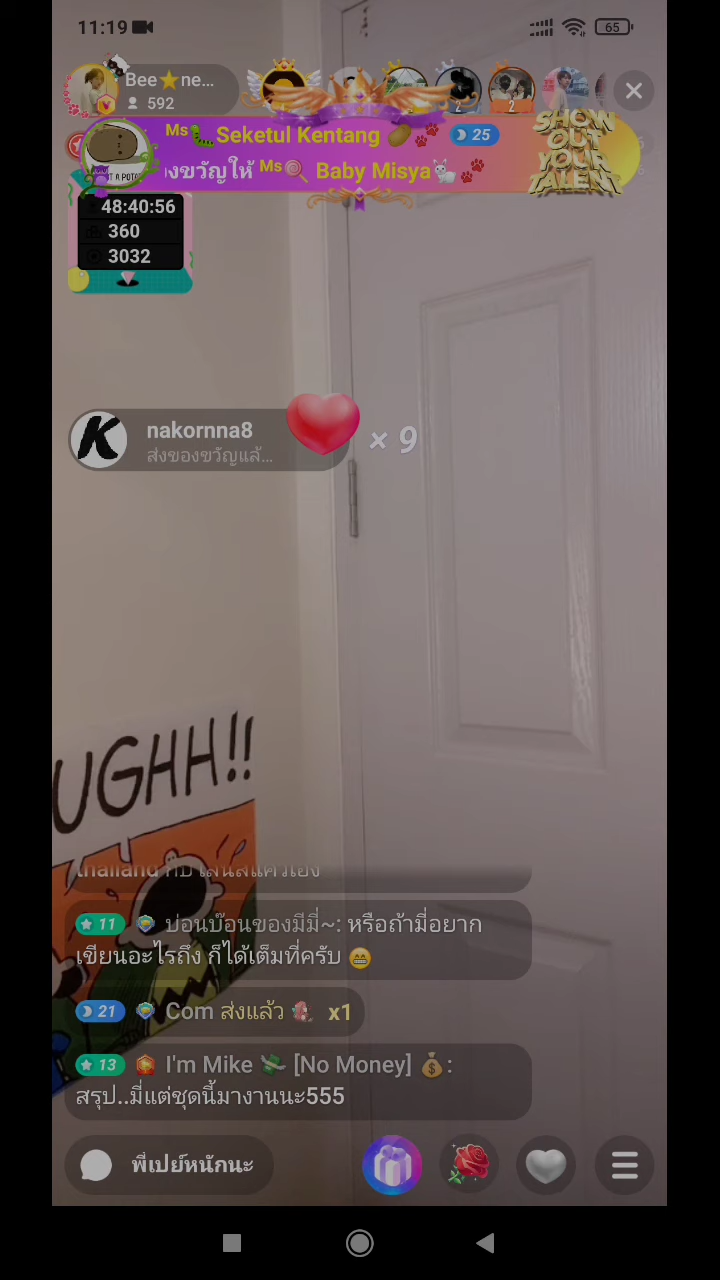 11:19
65
Bee⭐ne...
592
2
2
Ms🐛Seketul Kentang 🥔🐾 25
งขวัญให้ Ms🍭 Baby Misya🐇🐾
SHOW
OUT
YOUR
TALENT
48:40:56
360
3032
nakornna8
ส่งของขวัญแล้...
× 9
UGHH!!
11 บ่อนบ๊อนของมีมี่~: หรือถ้ามี่อยาก
เขียนอะไรถึง ก็ได้เต็มที่ครับ 😁
21 Com ส่งแล้ว x1
13 I'm Mike 💸 [No Money] 💰:
สรุป..มี่แต่ชุดนี้มางานนะ555
พี่เปย์หนักนะ